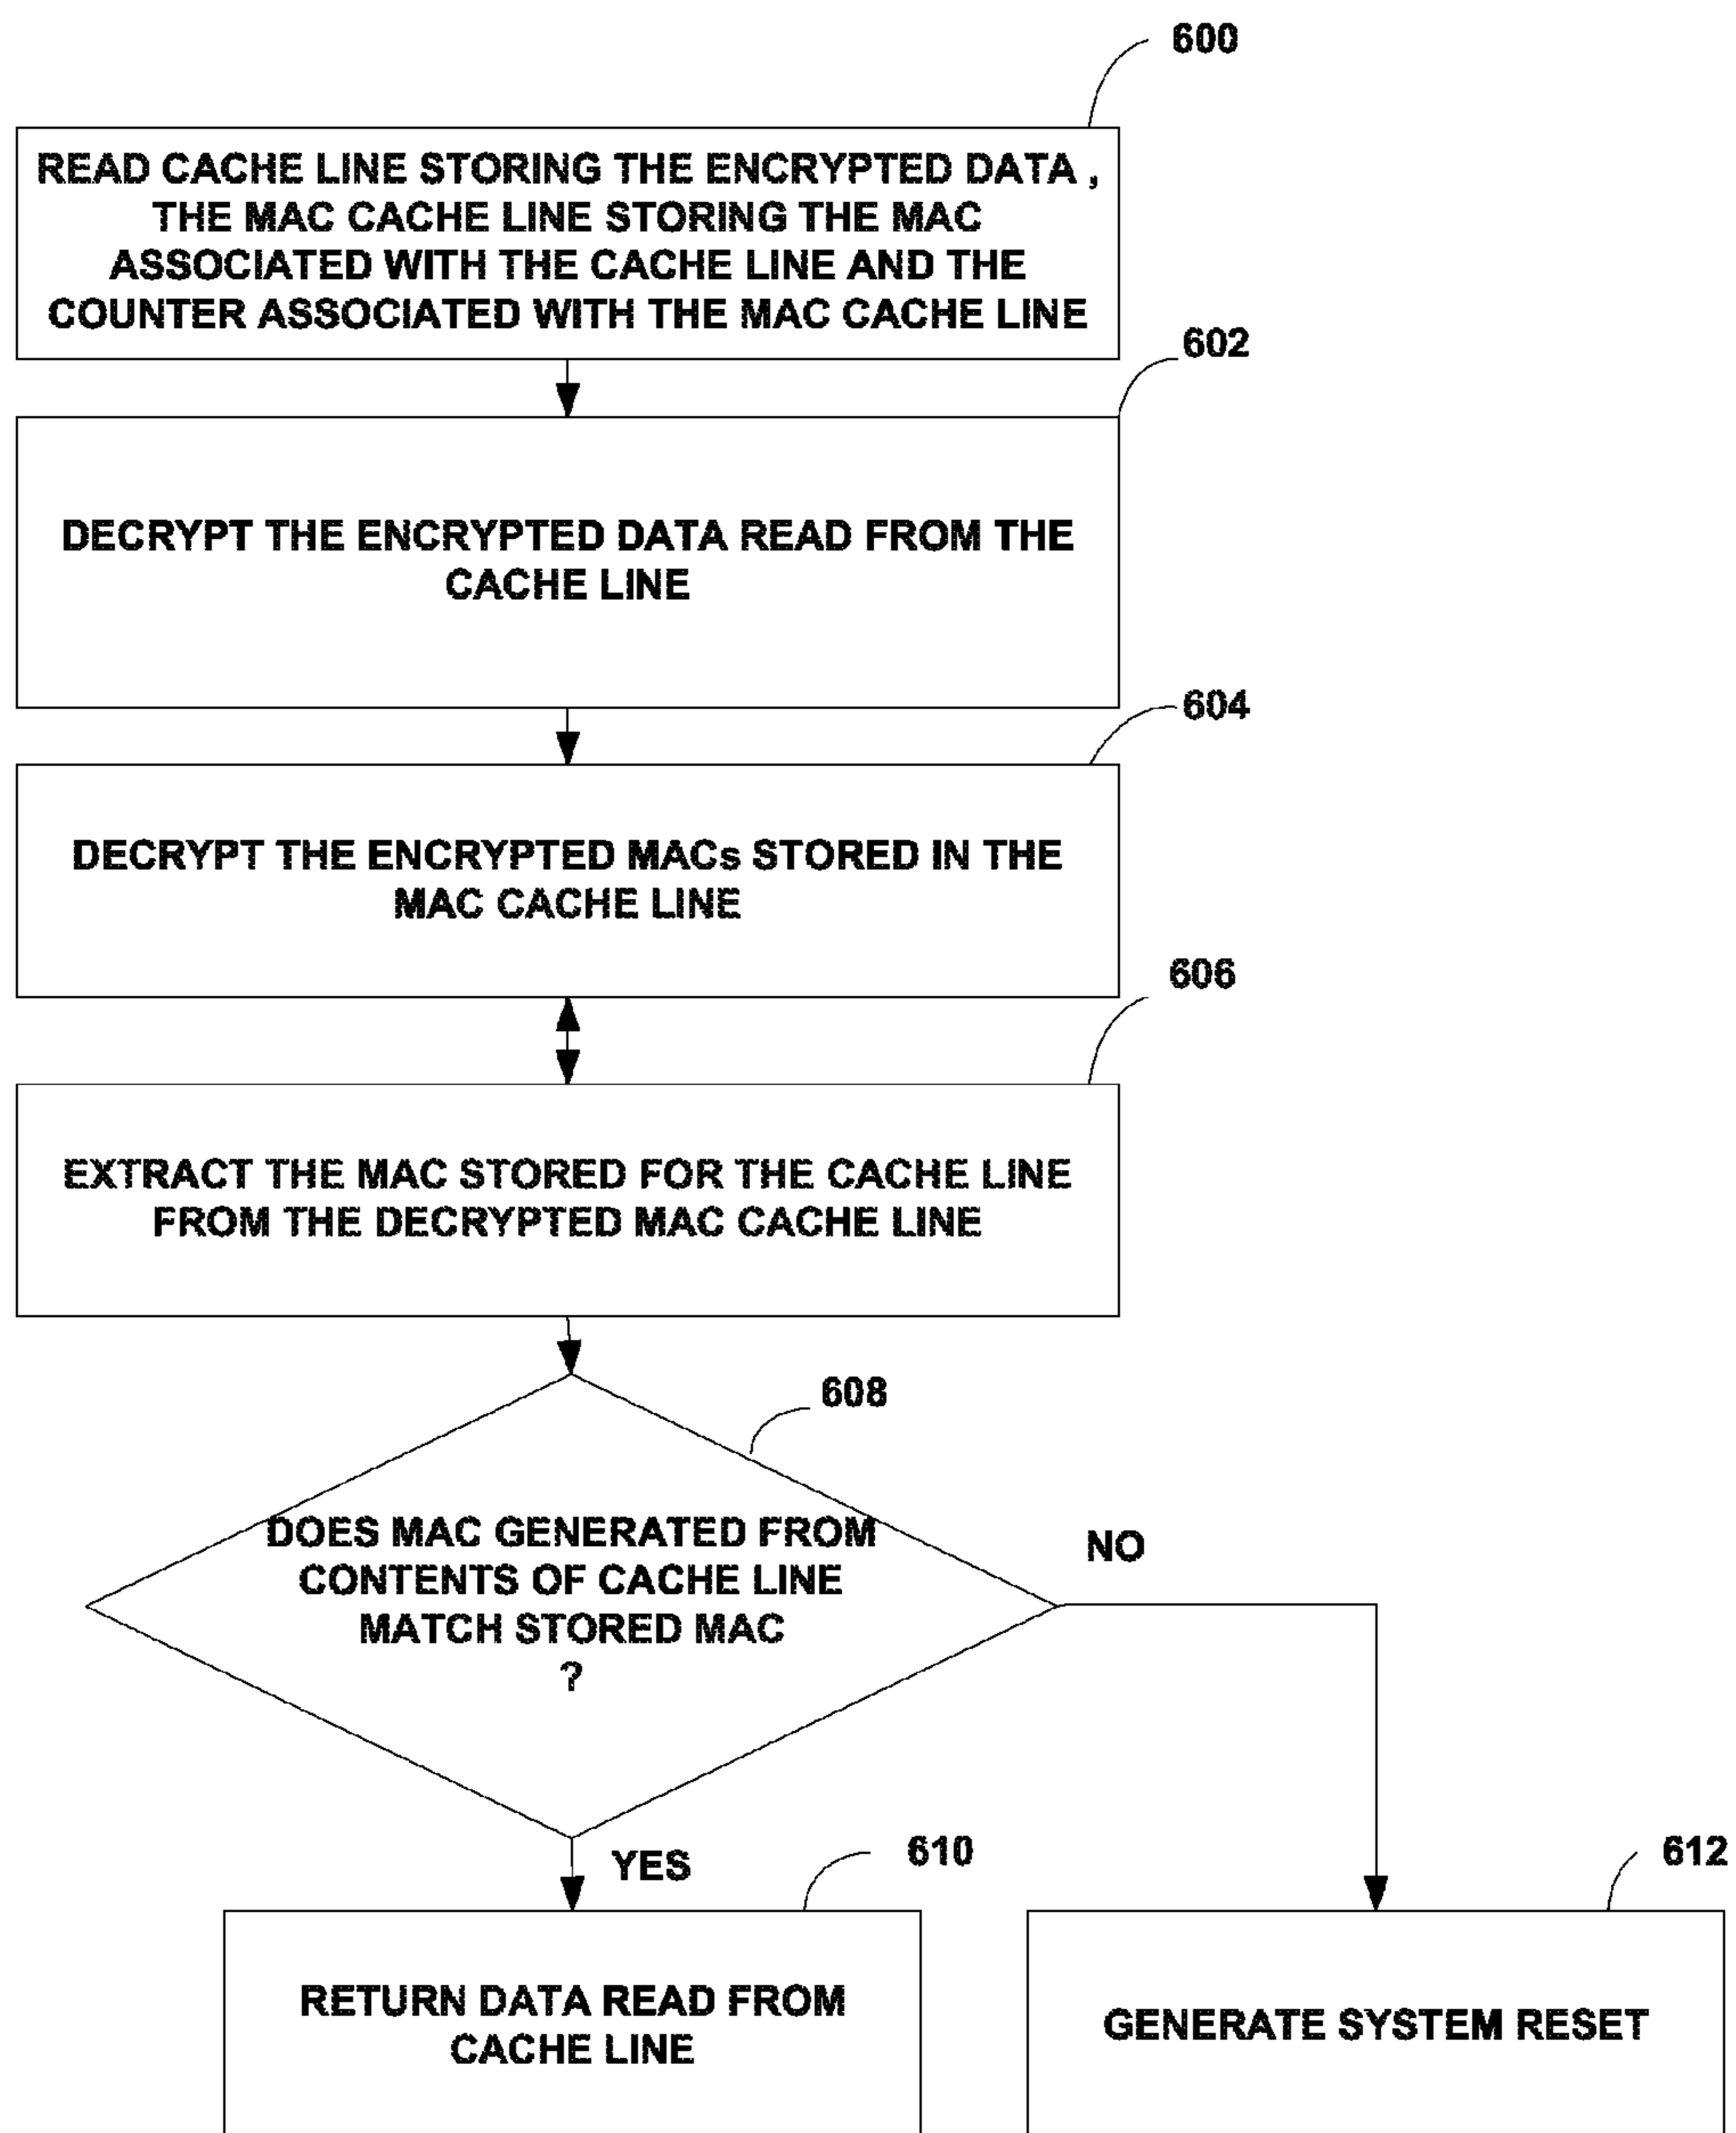 600
READ CACHE LINE STORING THE ENCRYPTED DATA ,
THE MAC CACHE LINE STORING THE MAC
ASSOCIATED WITH THE CACHE LINE AND THE
COUNTER ASSOCIATED WITH THE MAC CACHE LINE
602
DECRYPT THE ENCRYPTED DATA READ FROM THE
CACHE LINE
604
DECRYPT THE ENCRYPTED MACs STORED IN THE
MAC CACHE LINE
606
EXTRACT THE MAC STORED FOR THE CACHE LINE
FROM THE DECRYPTED MAC CACHE LINE
608
DOES MAC GENERATED FROM
CONTENTS OF CACHE LINE
MATCH STORED MAC
?
NO
YES
610
RETURN DATA READ FROM
CACHE LINE
612
GENERATE SYSTEM RESET